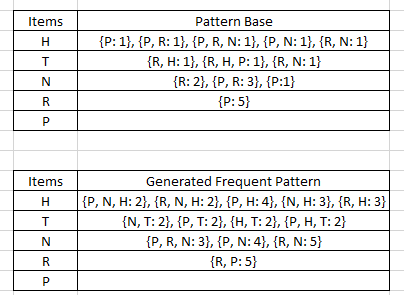 Items Pattern Base
H {P: 1}, {P, R: 1}, {P, R, N: 1}, {P, N: 1}, {R, N: 1}
T {R, H: 1}, {R, H, P: 1}, {R, N: 1}
N {R: 2}, {P, R: 3}, {P:1}
R {P: 5}
P
Items Generated Frequent Pattern
H {P, N, H: 2}, {R, N, H: 2}, {P, H: 4}, {N, H: 3}, {R, H: 3}
T {N, T: 2}, {P, T: 2}, {H, T: 2}, {P, H, T: 2}
N {P, R, N: 3}, {P, N: 4}, {R, N: 5}
R {R, P: 5}
P